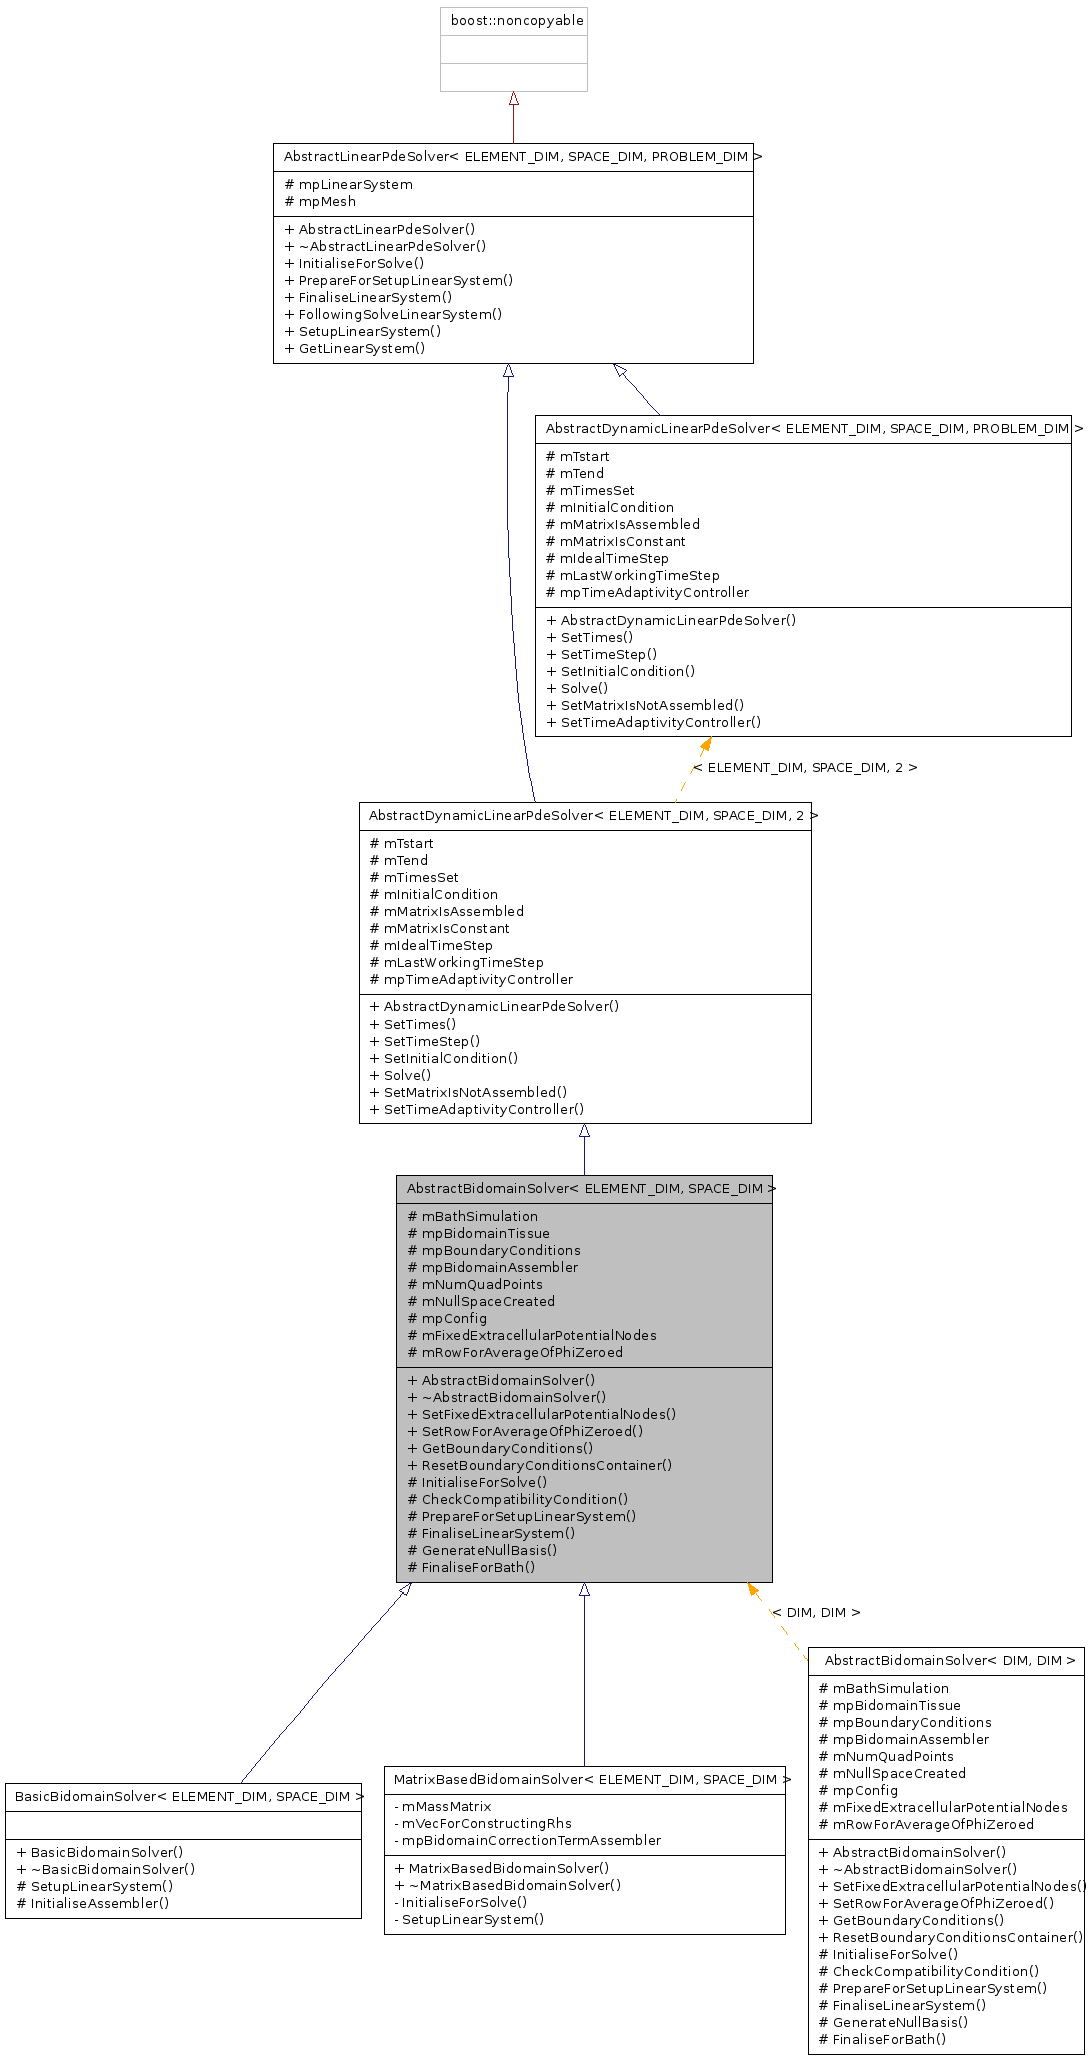 boost::noncopyable
AbstractLinearPdeSolver< ELEMENT_DIM, SPACE_DIM, PROBLEM_DIM >
# mpLinearSystem
# mpMesh
+ AbstractLinearPdeSolver()
+ ~AbstractLinearPdeSolver()
+ InitialiseForSolve()
+ PrepareForSetupLinearSystem()
+ FinaliseLinearSystem()
+ FollowingSolveLinearSystem()
+ SetupLinearSystem()
+ GetLinearSystem()
AbstractDynamicLinearPdeSolver< ELEMENT_DIM, SPACE_DIM, PROBLEM_DIM >
# mTstart
# mTend
# mTimesSet
# mInitialCondition
# mMatrixIsAssembled
# mMatrixIsConstant
# mIdealTimeStep
# mLastWorkingTimeStep
# mpTimeAdaptivityController
+ AbstractDynamicLinearPdeSolver()
+ SetTimes()
+ SetTimeStep()
+ SetInitialCondition()
+ Solve()
+ SetMatrixIsNotAssembled()
+ SetTimeAdaptivityController()
< ELEMENT_DIM, SPACE_DIM, 2 >
AbstractDynamicLinearPdeSolver< ELEMENT_DIM, SPACE_DIM, 2 >
# mTstart
# mTend
# mTimesSet
# mInitialCondition
# mMatrixIsAssembled
# mMatrixIsConstant
# mIdealTimeStep
# mLastWorkingTimeStep
# mpTimeAdaptivityController
+ AbstractDynamicLinearPdeSolver()
+ SetTimes()
+ SetTimeStep()
+ SetInitialCondition()
+ Solve()
+ SetMatrixIsNotAssembled()
+ SetTimeAdaptivityController()
AbstractBidomainSolver< ELEMENT_DIM, SPACE_DIM >
# mBathSimulation
# mpBidomainTissue
# mpBoundaryConditions
# mpBidomainAssembler
# mNumQuadPoints
# mNullSpaceCreated
# mpConfig
# mFixedExtracellularPotentialNodes
# mRowForAverageOfPhiZeroed
+ AbstractBidomainSolver()
+ ~AbstractBidomainSolver()
+ SetFixedExtracellularPotentialNodes()
+ SetRowForAverageOfPhiZeroed()
+ GetBoundaryConditions()
+ ResetBoundaryConditionsContainer()
# InitialiseForSolve()
# CheckCompatibilityCondition()
# PrepareForSetupLinearSystem()
# FinaliseLinearSystem()
# GenerateNullBasis()
# FinaliseForBath()
< DIM, DIM >
BasicBidomainSolver< ELEMENT_DIM, SPACE_DIM >
+ BasicBidomainSolver()
+ ~BasicBidomainSolver()
# SetupLinearSystem()
# InitialiseAssembler()
MatrixBasedBidomainSolver< ELEMENT_DIM, SPACE_DIM >
- mMassMatrix
- mVecForConstructingRhs
- mpBidomainCorrectionTermAssembler
+ MatrixBasedBidomainSolver()
+ ~MatrixBasedBidomainSolver()
- InitialiseForSolve()
- SetupLinearSystem()
AbstractBidomainSolver< DIM, DIM >
# mBathSimulation
# mpBidomainTissue
# mpBoundaryConditions
# mpBidomainAssembler
# mNumQuadPoints
# mNullSpaceCreated
# mpConfig
# mFixedExtracellularPotentialNodes
# mRowForAverageOfPhiZeroed
+ AbstractBidomainSolver()
+ ~AbstractBidomainSolver()
+ SetFixedExtracellularPotentialNodes()
+ SetRowForAverageOfPhiZeroed()
+ GetBoundaryConditions()
+ ResetBoundaryConditionsContainer()
# InitialiseForSolve()
# CheckCompatibilityCondition()
# PrepareForSetupLinearSystem()
# FinaliseLinearSystem()
# GenerateNullBasis()
# FinaliseForBath()